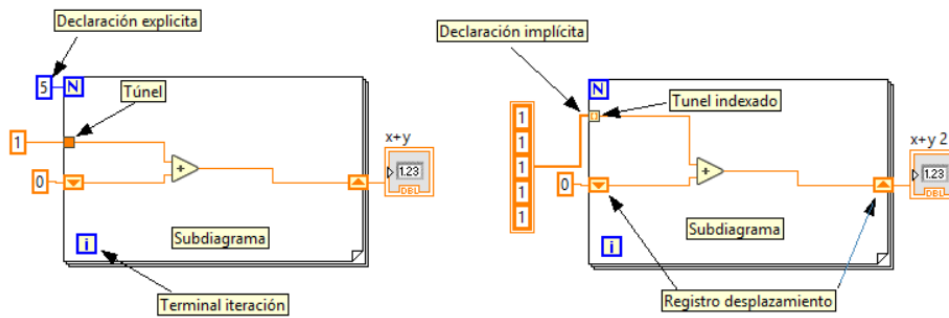 Declaración explicita
5
N
Túnel
1
0
x+y
1.23
DBL
Subdiagrama
i
Terminal iteración
Declaración implícita
N
Tunel indexado
1
1
1
1
1
0
x+y 2
1.23
DBL
Subdiagrama
i
Registro desplazamiento